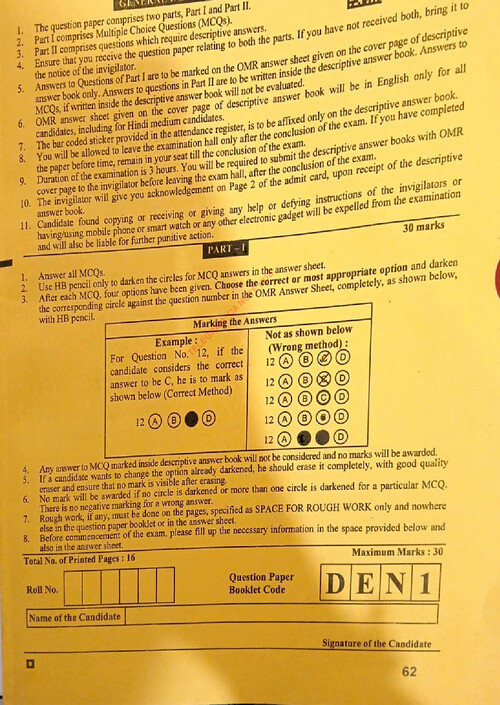 GENERAL
1. The question paper comprises two parts, Part I and Part II.
2. Part I comprises Multiple Choice Questions (MCQs).
3. Part II comprises questions which require descriptive answers.
4. Ensure that you receive the question paper relating to both the parts. If you have not received both, bring it to
the notice of the invigilator.
5. Answers to Questions of Part I are to be marked on the OMR answer sheet given on the cover page of descriptive
answer book only. Answers to questions in Part II are to be written inside the descriptive answer book. Answers to
MCQs, if written inside the descriptive answer book will not be evaluated.
6. OMR answer sheet given on the cover page of descriptive answer book will be in English only for all
candidates, including for Hindi medium candidates.
7. The bar coded sticker provided in the attendance register, is to be affixed only on the descriptive answer book.
8. You will be allowed to leave the examination hall only after the conclusion of the exam. If you have completed
the paper before time, remain in your seat till the conclusion of the exam.
9. Duration of the examination is 3 hours. You will be required to submit the descriptive answer books with OMR
cover page to the invigilator before leaving the exam hall, after the conclusion of the exam.
10. The invigilator will give you acknowledgement on Page 2 of the admit card, upon receipt of the descriptive
answer book.
11. Candidate found copying or receiving or giving any help or defying instructions of the invigilators or
having/using mobile phone or smart watch or any other electronic gadget will be expelled from the examination
and will also be liable for further punitive action.
PART – I
30 marks
1. Answer all MCQs.
2. Use HB pencil only to darken the circles for MCQ answers in the answer sheet.
3. After each MCQ, four options have been given. Choose the correct or most appropriate option and darken
the corresponding circle against the question number in the OMR Answer Sheet, completely, as shown below,
with HB pencil.
Marking the Answers
Example :
For Question No. 12, if the
candidate considers the correct
answer to be C, he is to mark as
shown below (Correct Method)
12 A B D
Not as shown below
(Wrong method) :
12 A B C D
12 A B C D
12 A B C D
12 A B D
12 A D
4. Any answer to MCQ marked inside descriptive answer book will not be considered and no marks will be awarded.
5. If a candidate wants to change the option already darkened, he should erase it completely, with good quality
eraser and ensure that no mark is visible after erasing.
6. No mark will be awarded if no circle is darkened or more than one circle is darkened for a particular MCQ.
There is no negative marking for a wrong answer.
7. Rough work, if any, must be done on the pages, specified as SPACE FOR ROUGH WORK only and nowhere
else in the question paper booklet or in the answer sheet.
8. Before commencement of the exam, please fill up the necessary information in the space provided below and
also in the answer sheet.
Total No. of Printed Pages : 16
Maximum Marks : 30
Roll No.
Question Paper
Booklet Code
D E N 1
Name of the Candidate
Signature of the Candidate
62